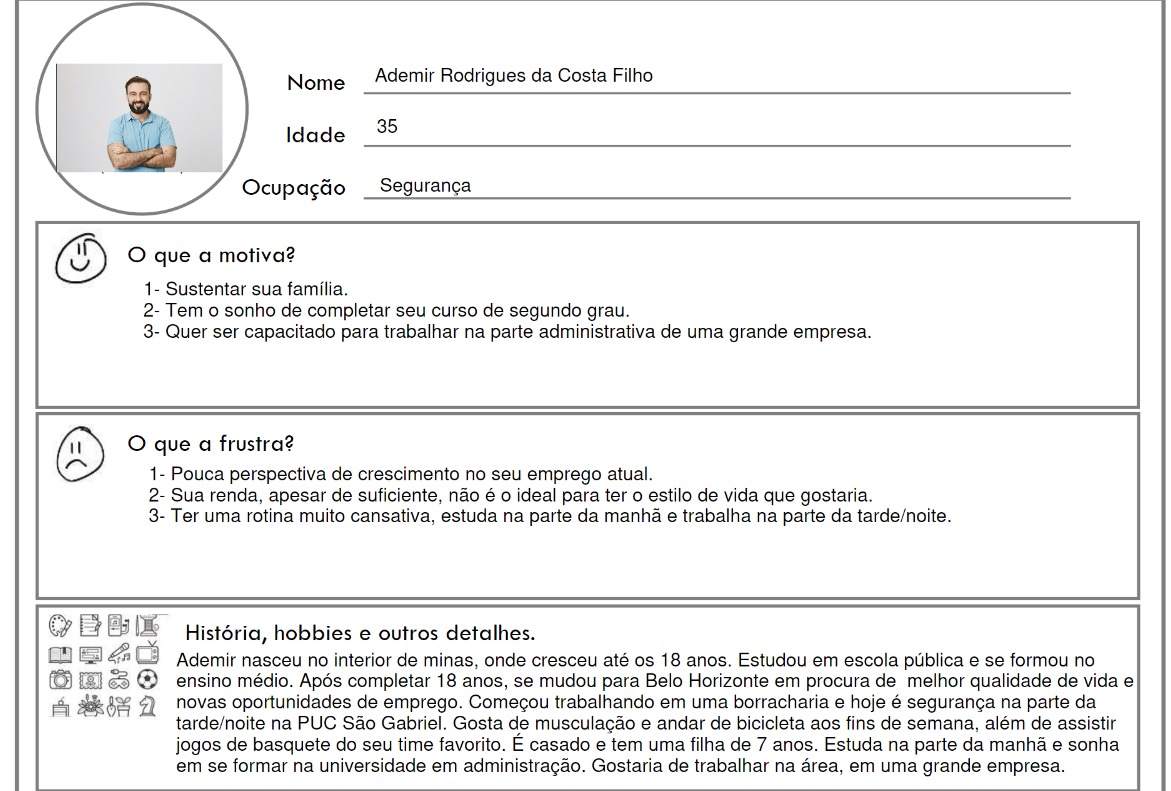 Nome Ademir Rodrigues da Costa Filho
Idade 35
Ocupação Segurança
O que a motiva?
1- Sustentar sua família.
2- Tem o sonho de completar seu curso de segundo grau.
3- Quer ser capacitado para trabalhar na parte administrativa de uma grande empresa.
O que a frustra?
1- Pouca perspectiva de crescimento no seu emprego atual.
2- Sua renda, apesar de suficiente, não é o ideal para ter o estilo de vida que gostaria.
3- Ter uma rotina muito cansativa, estuda na parte da manhã e trabalha na parte da tarde/noite.
História, hobbies e outros detalhes.
Ademir nasceu no interior de minas, onde cresceu até os 18 anos. Estudou em escola pública e se formou no
ensino médio. Após completar 18 anos, se mudou para Belo Horizonte em procura de  melhor qualidade de vida e
novas oportunidades de emprego. Começou trabalhando em uma borracharia e hoje é segurança na parte da
tarde/noite na PUC São Gabriel. Gosta de musculação e andar de bicicleta aos fins de semana, além de assistir
jogos de basquete do seu time favorito. É casado e tem uma filha de 7 anos. Estuda na parte da manhã e sonha
em se formar na universidade em administração. Gostaria de trabalhar na área, em uma grande empresa.